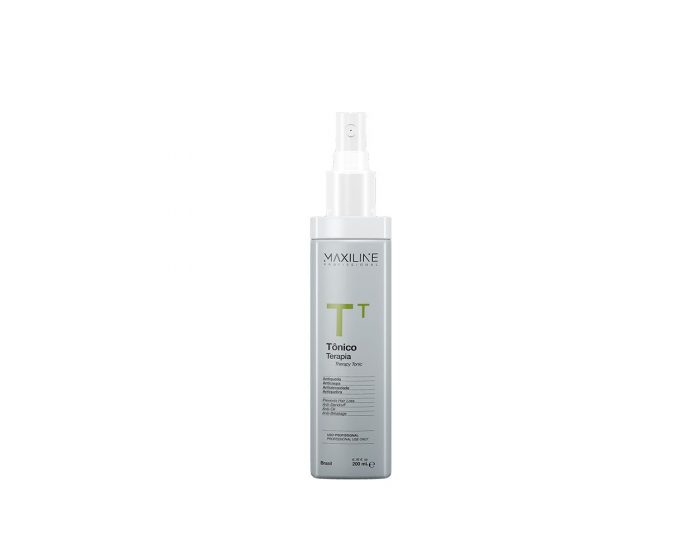 MAXILINE
PROFISSIONAL
T T
Tônico
Terapia
Therapy Tonic
Antiqueda
Anticaspa
Antioleosidade
Antiquebra
Prevents Hair Loss
Anti-Dandruff
Anti-Oil
Anti-Breakage
USO PROFISSIONAL
PROFESSIONAL USE ONLY
Brasil
200 mL ℮